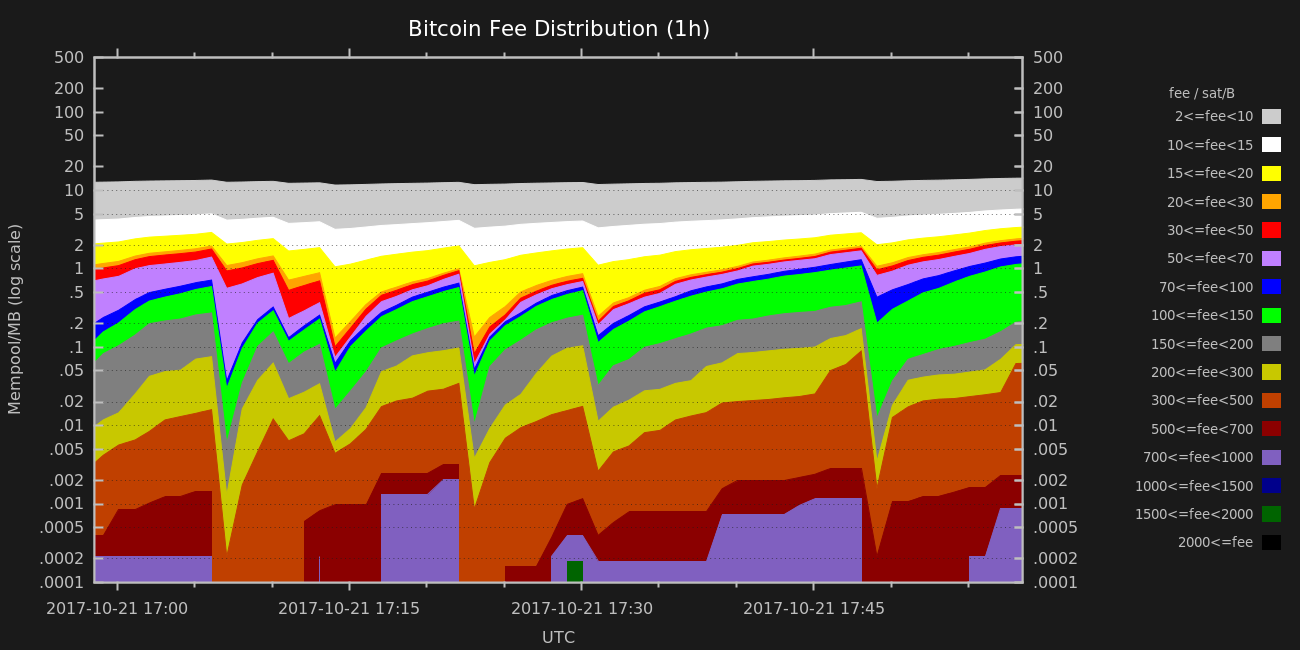 Bitcoin Fee Distribution (1h)
Mempool/MB (log scale)
500
200
100
50
20
10
5
2
1
.5
.2
.1
.05
.02
.01
.005
.002
.001
.0005
.0002
.0001
500
200
100
50
20
10
5
2
1
.5
.2
.1
.05
.02
.01
.005
.002
.001
.0005
.0002
.0001
2017-10-21 17:00 2017-10-21 17:15 2017-10-21 17:30 2017-10-21 17:45
UTC
fee / sat/B
2<=fee<10
10<=fee<15
15<=fee<20
20<=fee<30
30<=fee<50
50<=fee<70
70<=fee<100
100<=fee<150
150<=fee<200
200<=fee<300
300<=fee<500
500<=fee<700
700<=fee<1000
1000<=fee<1500
1500<=fee<2000
2000<=fee